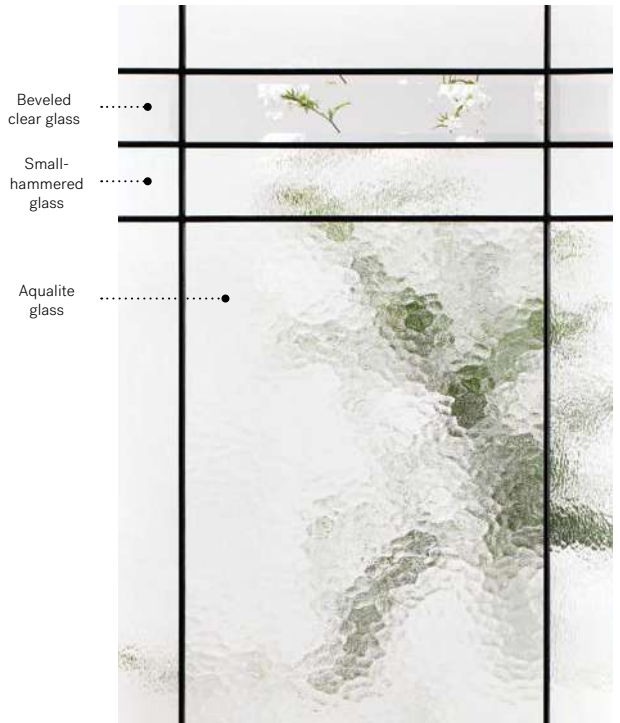 Beveled
clear glass
Small-
hammered
glass
Aqualite
glass